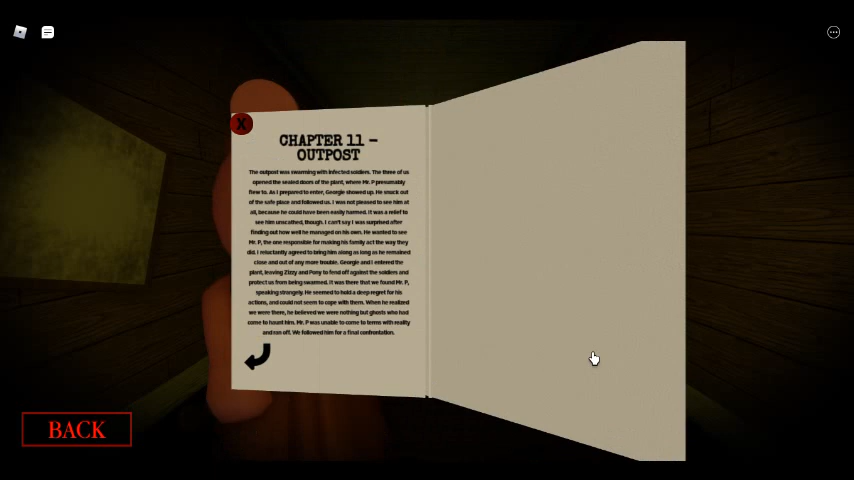 X
CHAPTER 11 –
OUTPOST
The outpost was swarming with infected soldiers. The three of us
opened the sealed doors of the plant, where Mr. P presumably
flew to. As I prepared to enter, Georgie showed up. He snuck out
of the safe place and followed us. I was not pleased to see him at
all, because he could have been easily harmed. It was a relief to
see him unscathed, though. I can't say I was surprised after
finding out how well he managed on his own. He wanted to see
Mr. P, the one responsible for making his family act the way they
did. I reluctantly agreed to bring him along as long as he remained
close and out of any more trouble. Georgie and I entered the
plant, leaving Zizzy and Pony to fend off against the soldiers and
protect us from being swarmed. It was there that we found Mr. P,
speaking strangely. He seemed to hold a deep regret for his
actions, and could not seem to cope with them. When he realized
we were there, he believed we were nothing but ghosts who had
come to haunt him. Mr. P was unable to come to terms with reality
and ran off. We followed him for a final confrontation.
BACK